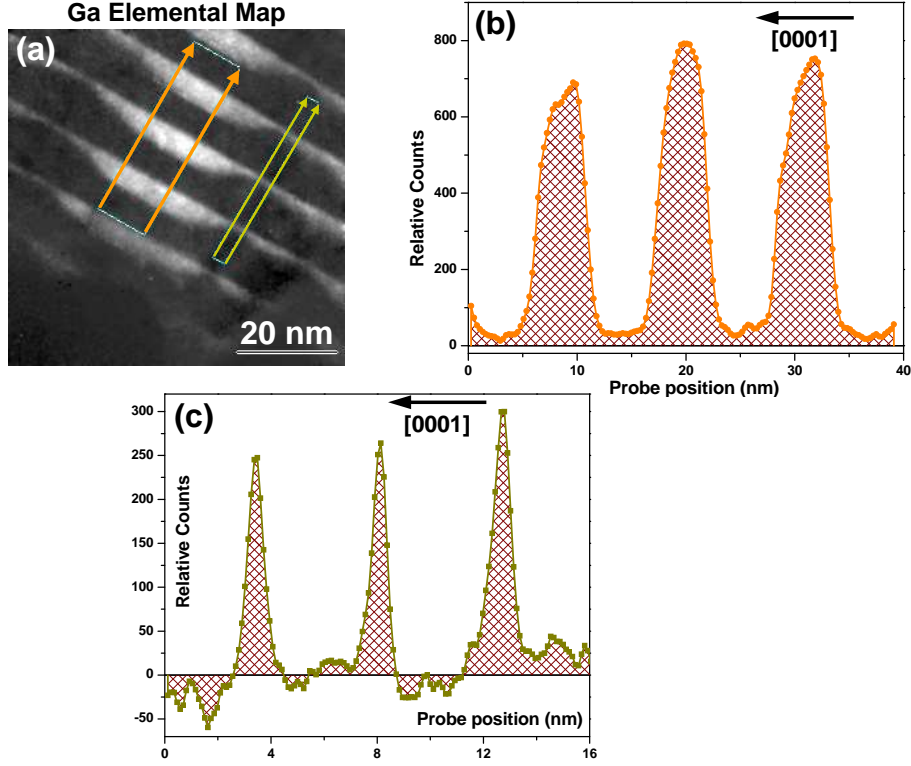 Ga Elemental Map
(a)
20 nm
(b)
[0001]
Relative Counts
800
600
400
200
0
0 10 20 30 40
Probe position (nm)
(c)
[0001]
Relative Counts
300
250
200
150
100
50
0
-50
Probe position (nm)
0 4 8 12 16